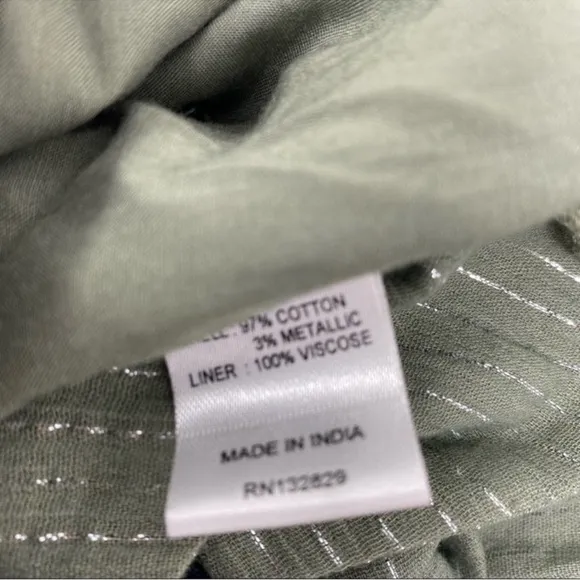 97% COTTON
3% METALLIC
LINER : 100% VISCOSE
MADE IN INDIA
RN132829